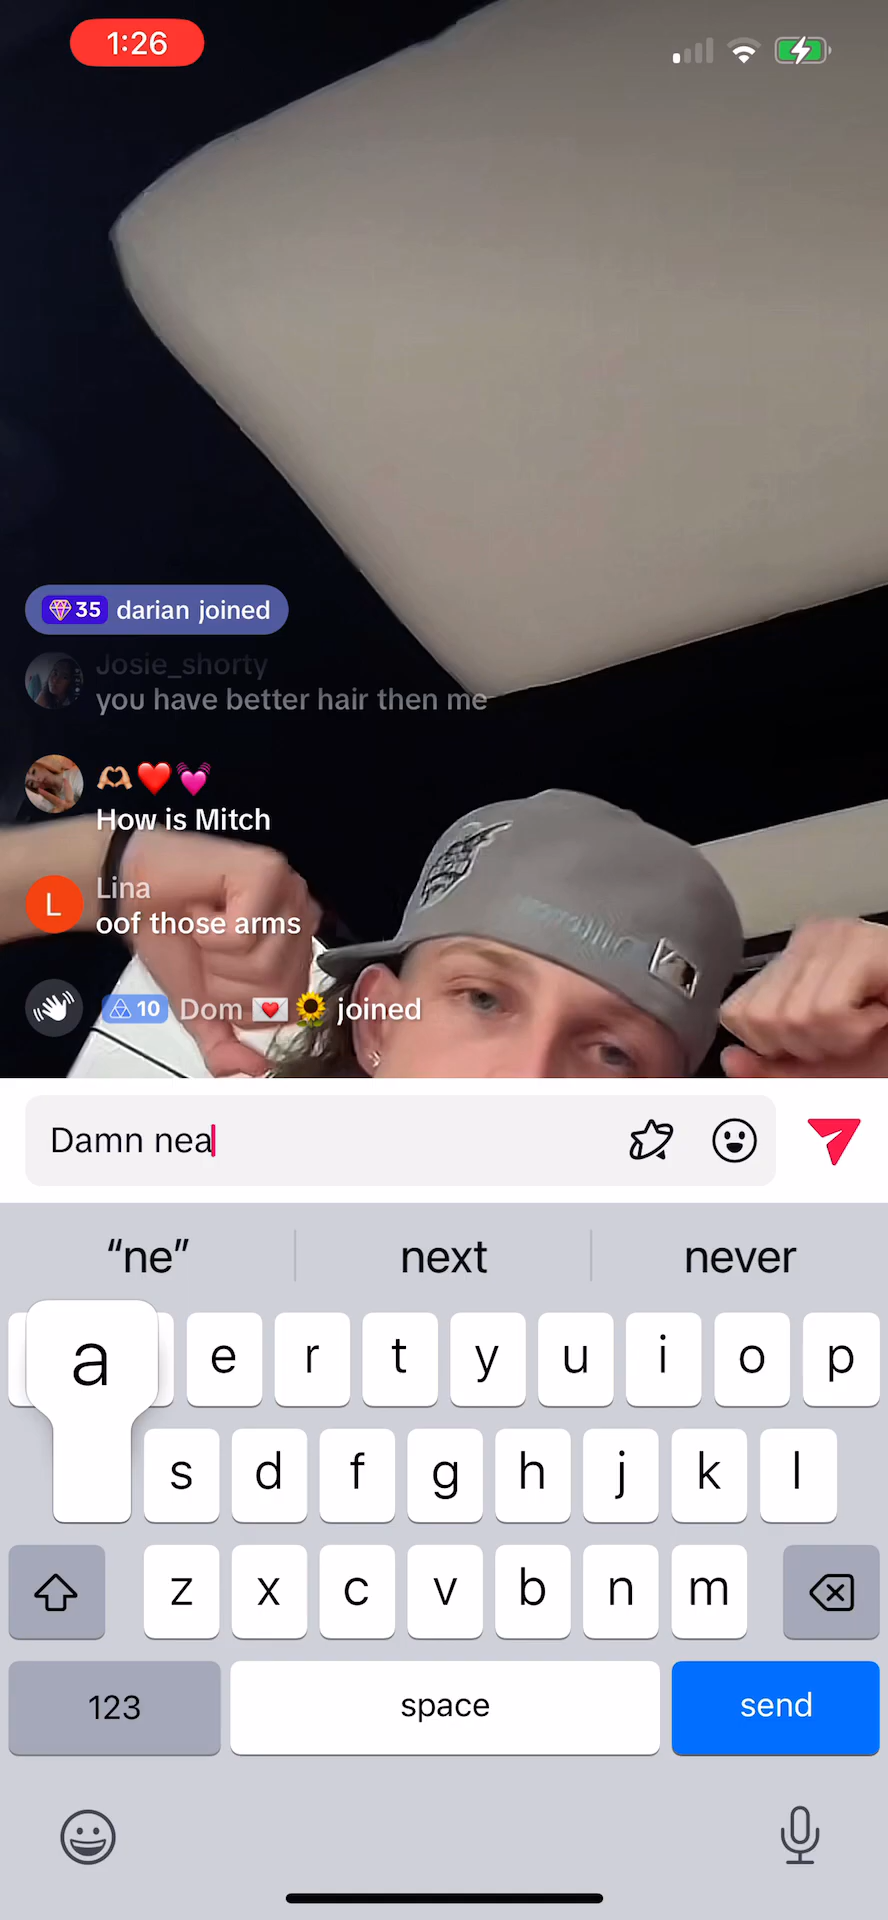 1:26
35 darian joined
Josie_shorty
you have better hair then me
How is Mitch
L
Lina
oof those arms
10 Dom 💌🌻 joined
Damn nea
“ne”
next
never
a
e r t y u i o p
s d f g h j k l
z x c v b n m
123
space
send